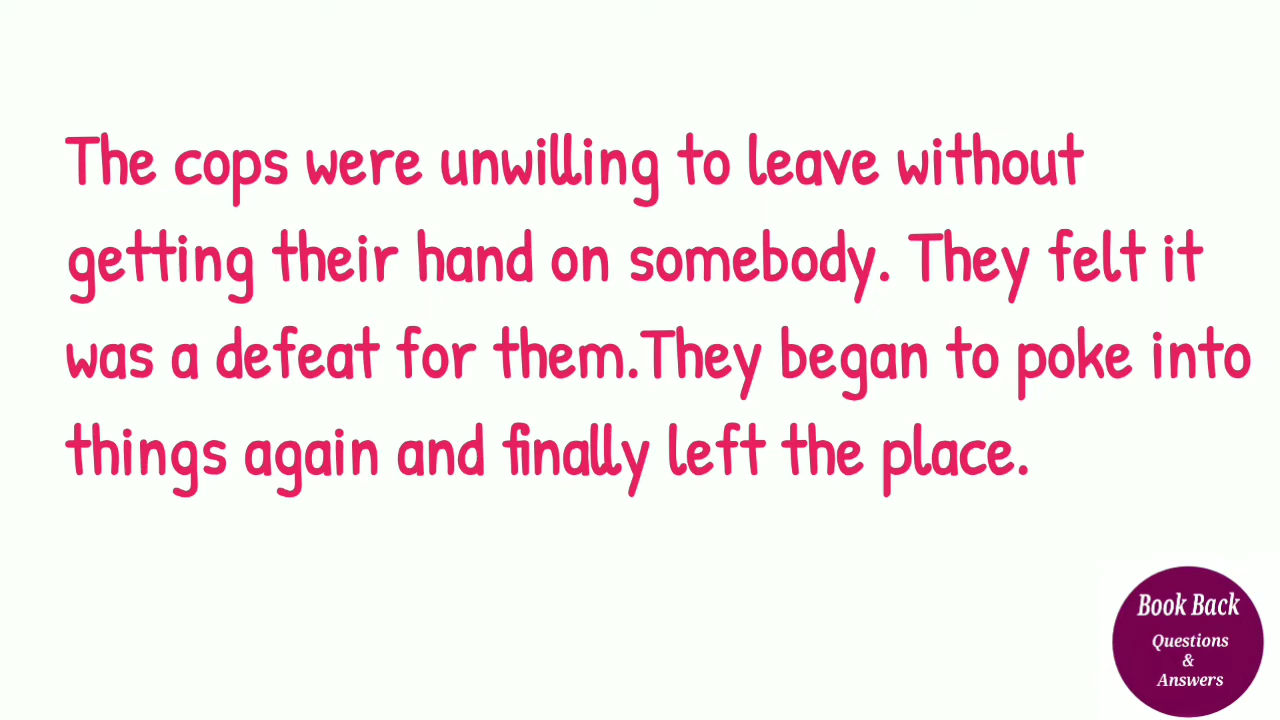 The cops were unwilling to leave without
getting their hand on somebody. They felt it
was a defeat for them.They began to poke into
things again and finally left the place.
Book Back
Questions
&
Answers